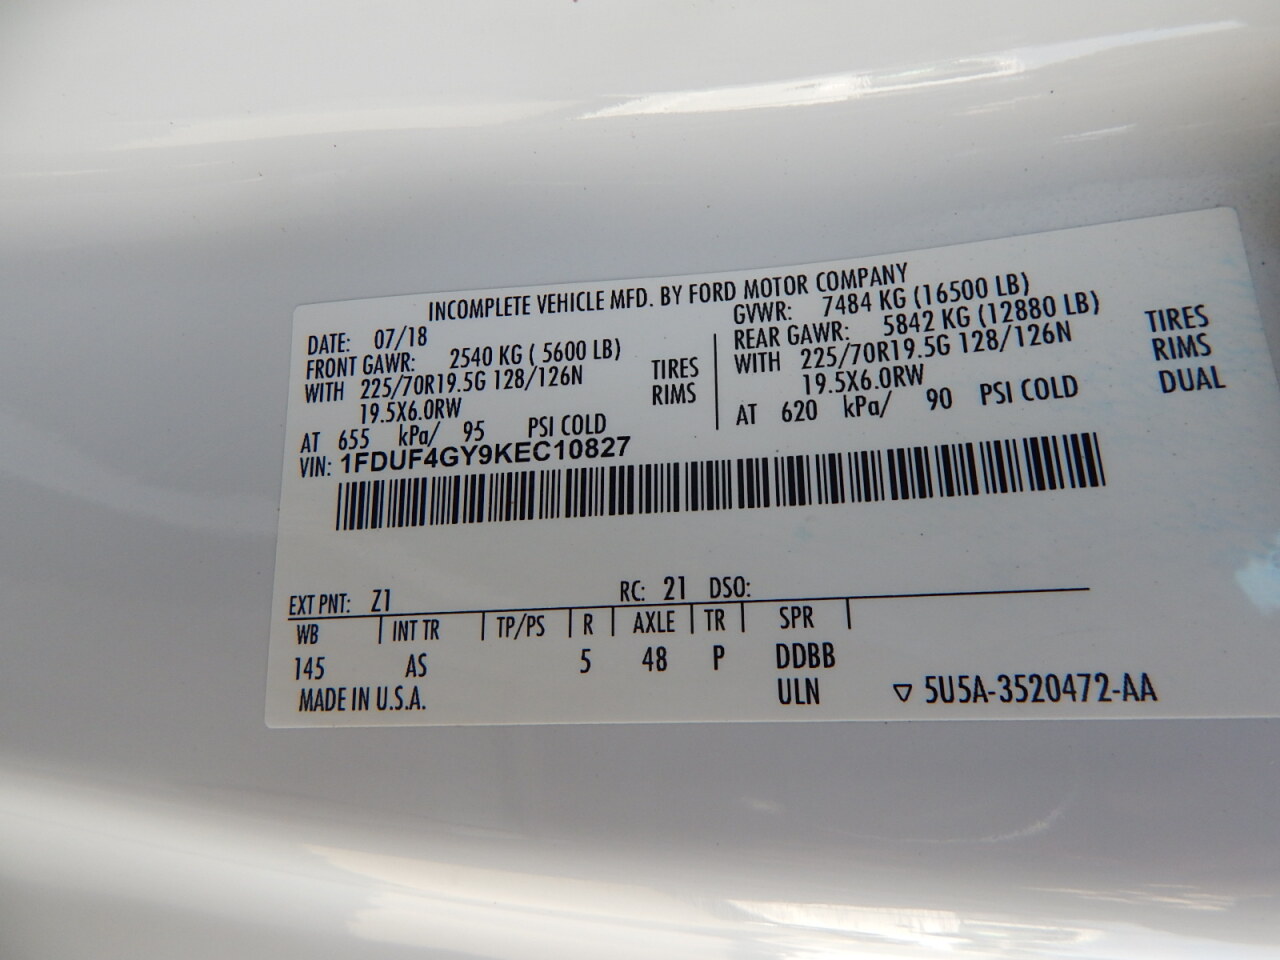 INCOMPLETE VEHICLE MFD. BY FORD MOTOR COMPANY
DATE: 07/18
FRONT GAWR: 2540 KG ( 5600 LB)
WITH 225/70R19.5G 128/126N TIRES
19.5X6.0RW RIMS
AT 655 kPa/ 95 PSI COLD
GVWR: 7484 KG (16500 LB)
REAR GAWR: 5842 KG (12880 LB)
WITH 225/70R19.5G 128/126N TIRES
19.5X6.0RW RIMS
AT 620 kPa/ 90 PSI COLD DUAL
VIN: 1FDUF4GY9KEC10827
EXT PNT: Z1 RC: 21 DSO:
WB INT TR TP/PS R AXLE TR SPR
145 AS 5 48 P DDBB
MADE IN U.S.A. ULN ▽ 5U5A-3520472-AA